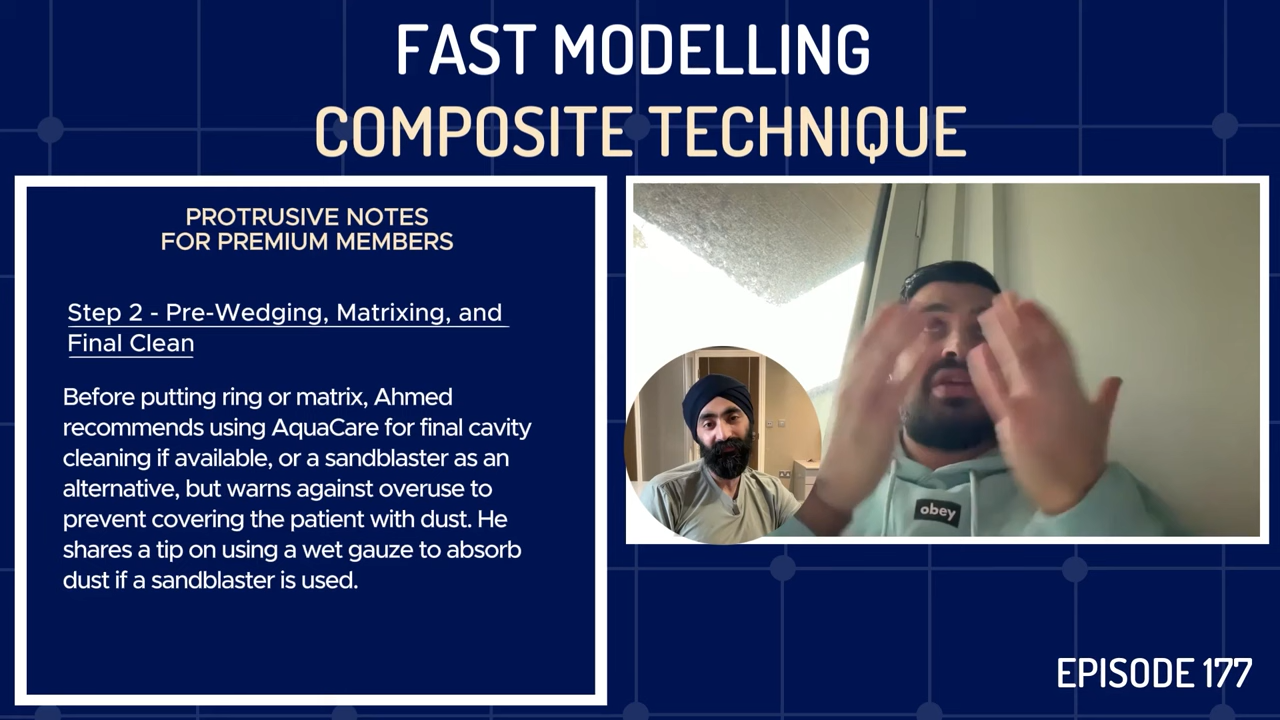 FAST MODELLING
COMPOSITE TECHNIQUE
PROTRUSIVE NOTES
FOR PREMIUM MEMBERS
Step 2 - Pre-Wedging, Matrixing, and
Final Clean
Before putting ring or matrix, Ahmed
recommends using AquaCare for final cavity
cleaning if available, or a sandblaster as an
alternative, but warns against overuse to
prevent covering the patient with dust. He
shares a tip on using a wet gauze to absorb
dust if a sandblaster is used.
obey
EPISODE 177